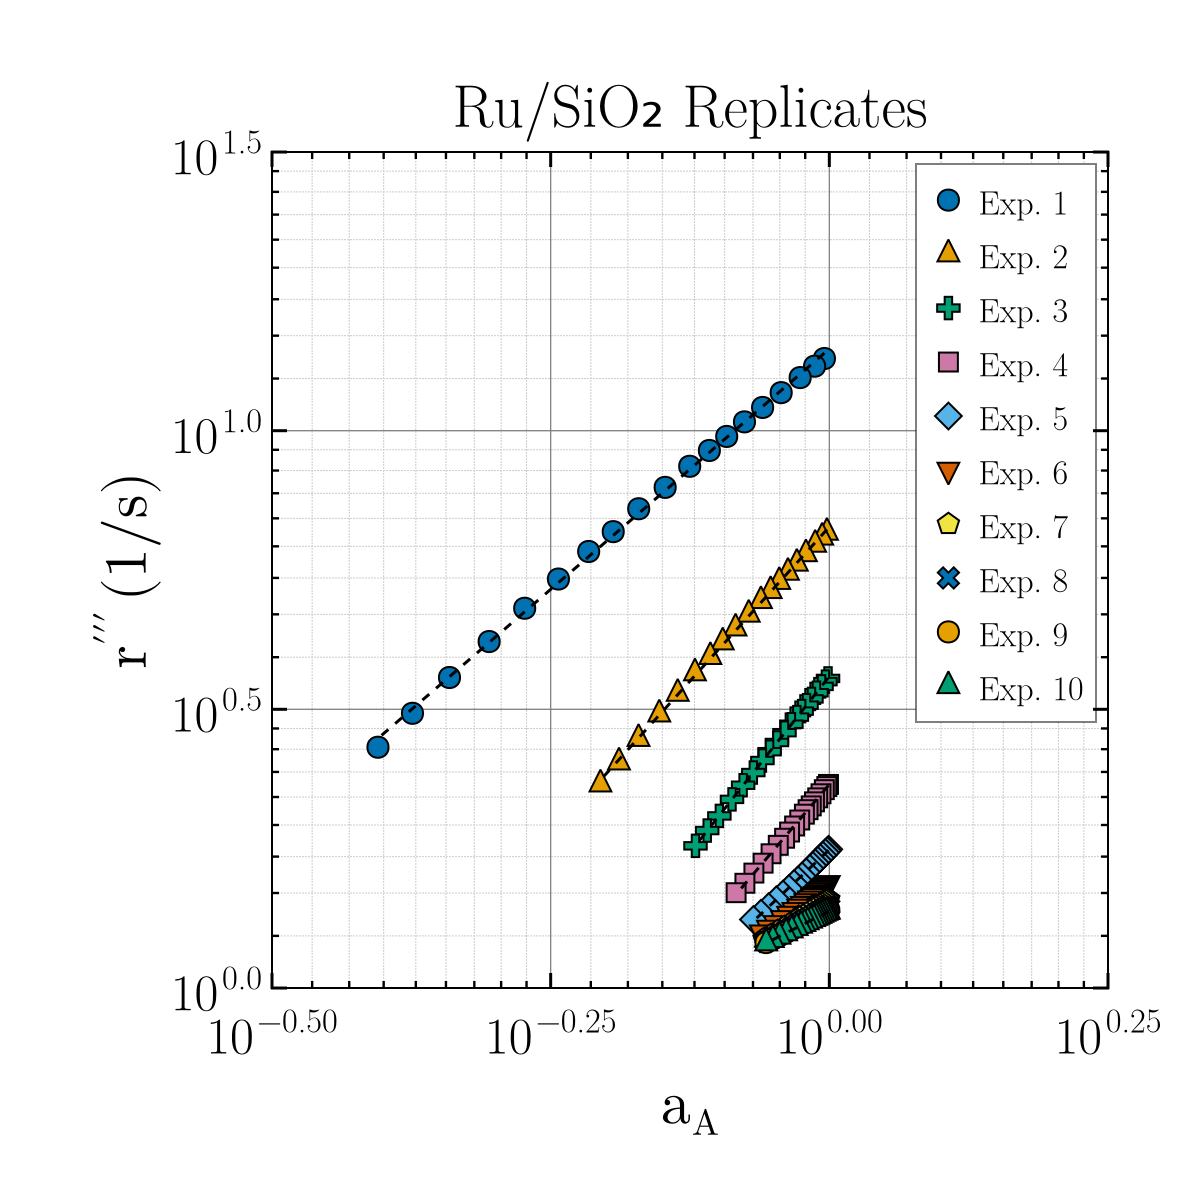 Ru/SiO₂ Replicates
10^1.5
10^1.0
10^0.5
10^0.0
r''' (1/s)
10^−0.50
10^−0.25
10^0.00
10^0.25
a_A
Exp. 1
Exp. 2
Exp. 3
Exp. 4
Exp. 5
Exp. 6
Exp. 7
Exp. 8
Exp. 9
Exp. 10